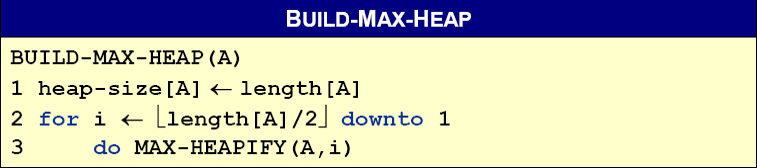 BUILD-MAX-HEAP
BUILD-MAX-HEAP(A)
1 heap-size[A] ← length[A]
2 for i ← ⌊length[A]/2⌋ downto 1
3     do MAX-HEAPIFY(A,i)